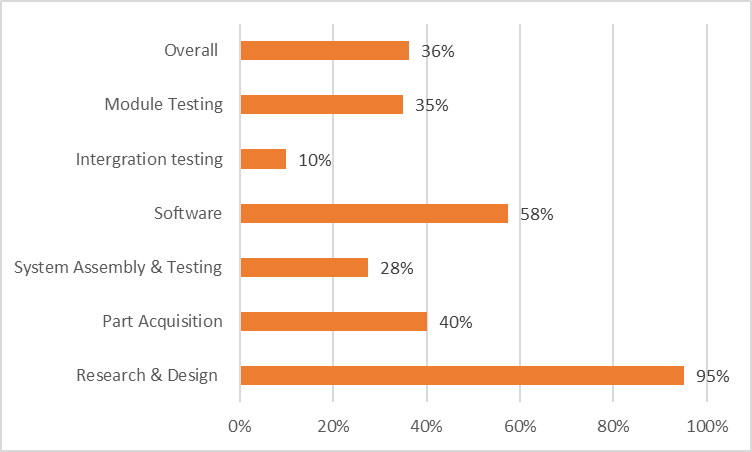 Overall 36%
Module Testing 35%
Intergration testing 10%
Software 58%
System Assembly & Testing 28%
Part Acquisition 40%
Research & Design 95%
0% 20% 40% 60% 80% 100%